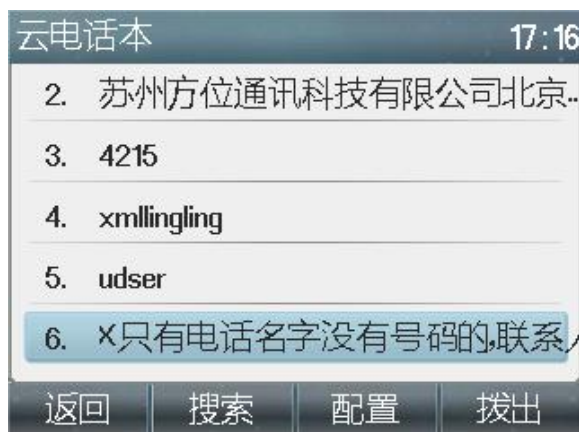 云电话本 17:16
2. 苏州方位通讯科技有限公司北京..
3. 4215
4. xmllingling
5. udser
6. X只有电话名字没有号码的,联系人
返回 搜索 配置 拨出